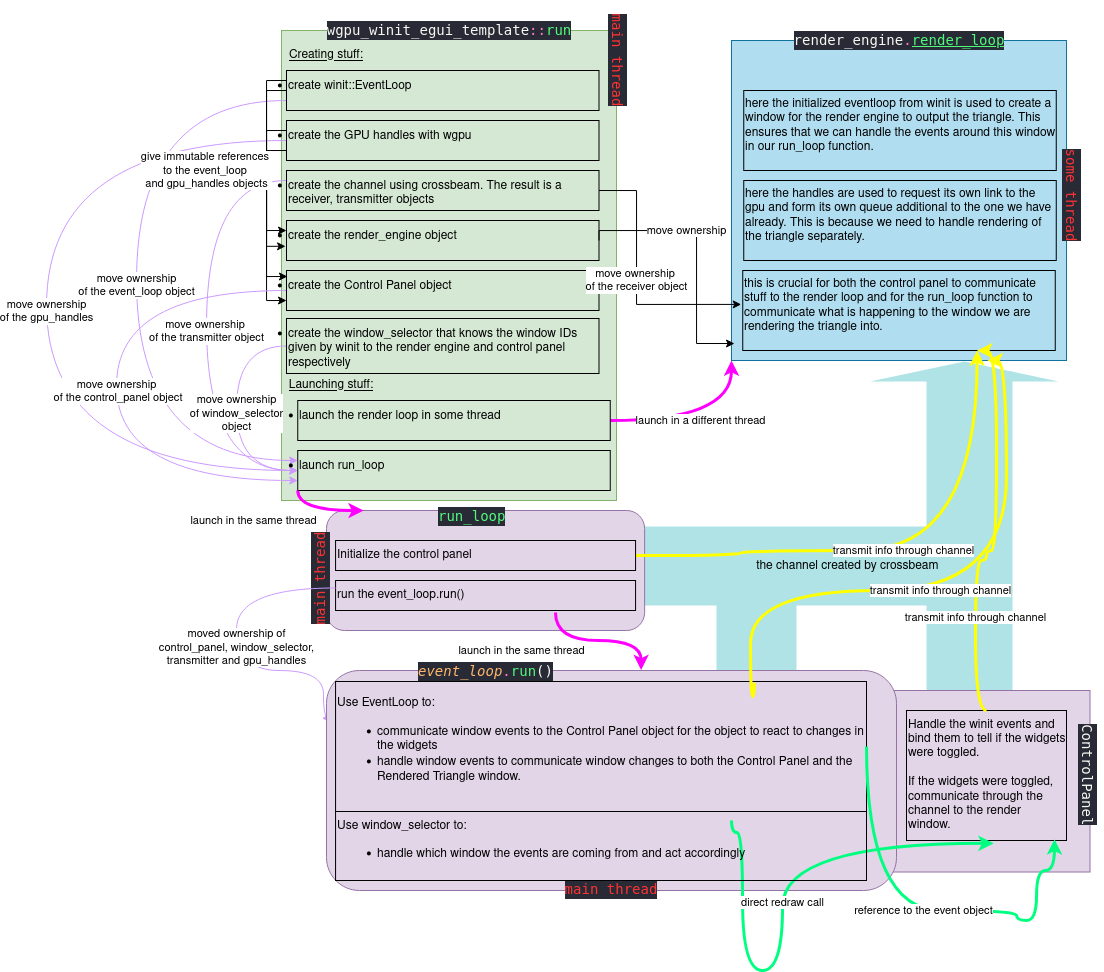 wgpu_winit_egui_template::run
main thread
Creating stuff:
create winit::EventLoop
create the GPU handles with wgpu
create the channel using crossbeam. The result is a
receiver, transmitter objects
create the render_engine object
create the Control Panel object
create the window_selector that knows the window IDs
given by winit to the render engine and control panel
respectively
Launching stuff:
launch the render loop in some thread
launch run_loop
give immutable references
to the event_loop
and gpu_handles objects
move ownership
of the event_loop object
move ownership
of the gpu_handles
move ownership
of the transmitter object
move ownership
of the control_panel object
move ownership
of window_selector
object
move ownership
move ownership
of the receiver object
launch in a different thread
render_engine.render_loop
some thread
here the initialized eventloop from winit is used to create a
window for the render engine to output the triangle. This
ensures that we can handle the events around this window
in our run_loop function.
here the handles are used to request its own link to the
gpu and form its own queue additional to the one we have
already. This is because we need to handle rendering of
the triangle separately.
this is crucial for both the control panel to communicate
stuff to the render loop and for the run_loop function to
communicate what is happening to the window we are
rendering the triangle into.
launch in the same thread
run_loop
main thread
Initialize the control panel
run the event_loop.run()
transmit info through channel
the channel created by crossbeam
transmit info through channel
transmit info through channel
moved ownership of
control_panel, window_selector,
transmitter and gpu_handles
launch in the same thread
event_loop.run()
Use EventLoop to:
communicate window events to the Control Panel object for the object to react to changes in
the widgets
handle window events to communicate window changes to both the Control Panel and the
Rendered Triangle window.
Use window_selector to:
handle which window the events are coming from and act accordingly
main thread
ControlPanel
Handle the winit events and
bind them to tell if the widgets
were toggled.
If the widgets were toggled,
communicate through the
channel to the render
window.
direct redraw call
reference to the event object